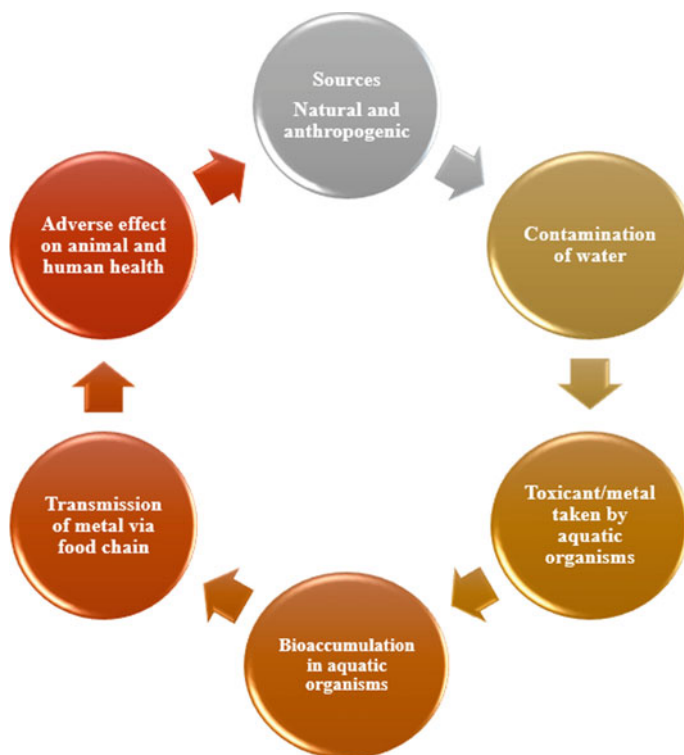 Sources
Natural and
anthropogenic
Contamination
of water
Toxicant/metal
taken by
aquatic
organisms
Bioaccumulation
in aquatic
organisms
Transmission
of metal via
food chain
Adverse effect
on animal and
human health